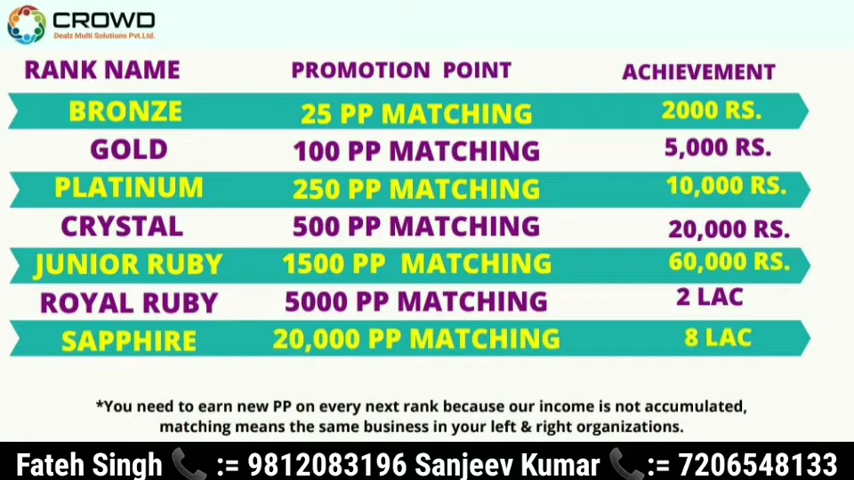 CROWD
Dealz Multi Solutions Pvt.Ltd.
RANK NAME PROMOTION POINT ACHIEVEMENT
BRONZE 25 PP MATCHING 2000 RS.
GOLD 100 PP MATCHING 5,000 RS.
PLATINUM 250 PP MATCHING 10,000 RS.
CRYSTAL 500 PP MATCHING 20,000 RS.
JUNIOR RUBY 1500 PP MATCHING 60,000 RS.
ROYAL RUBY 5000 PP MATCHING 2 LAC
SAPPHIRE 20,000 PP MATCHING 8 LAC
*You need to earn new PP on every next rank because our income is not accumulated,
matching means the same business in your left & right organizations.
Fateh Singh 📞 := 9812083196 Sanjeev Kumar 📞:= 7206548133